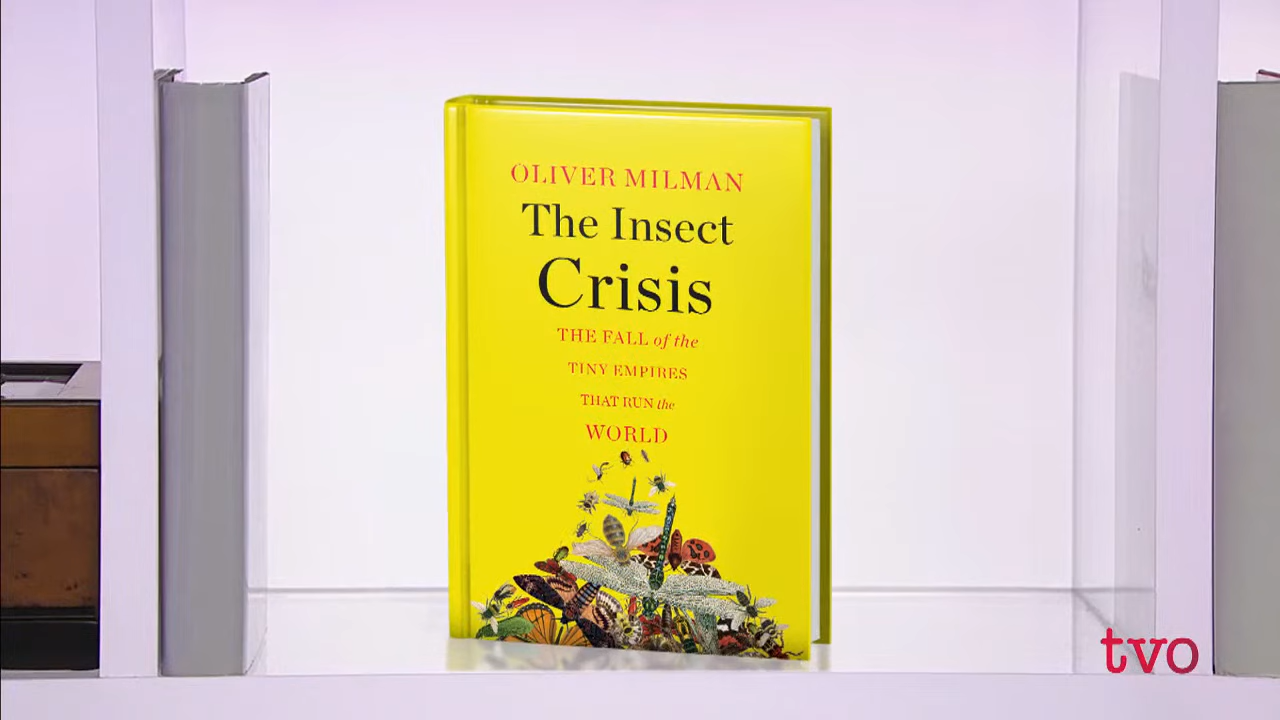 OLIVER MILMAN
The Insect
Crisis
THE FALL of the
TINY EMPIRES
THAT RUN the
WORLD
tvo